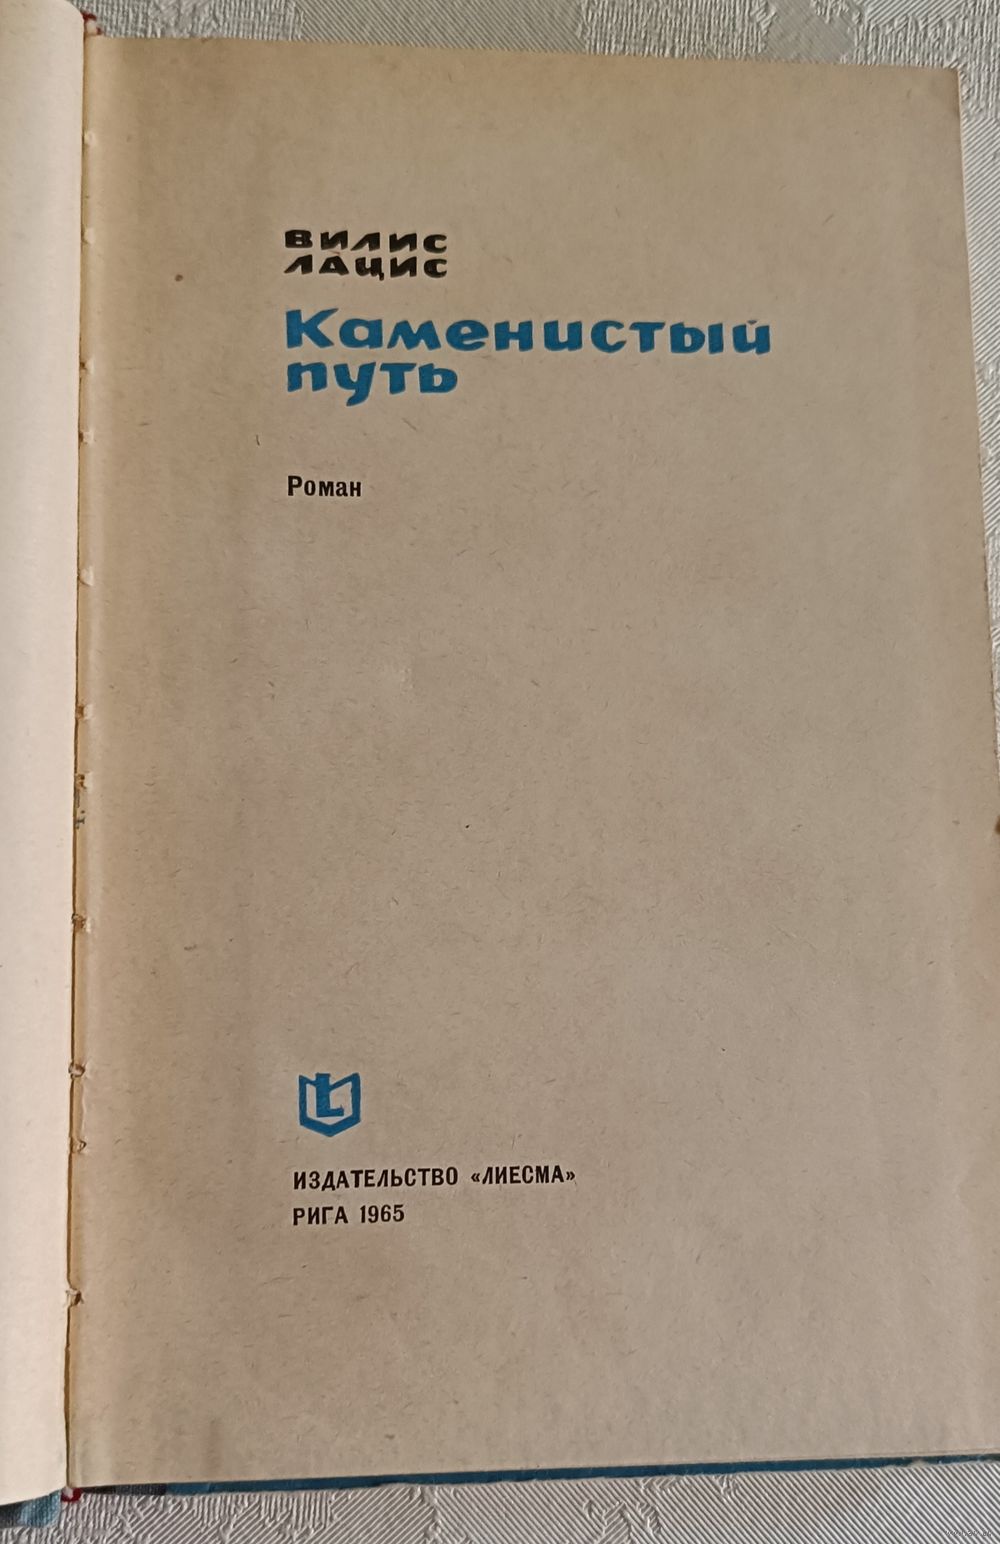 ВИЛИС
ЛАЦИС
Каменистый
путь
Роман
L
ИЗДАТЕЛЬСТВО «ЛИЕСМА»
РИГА 1965